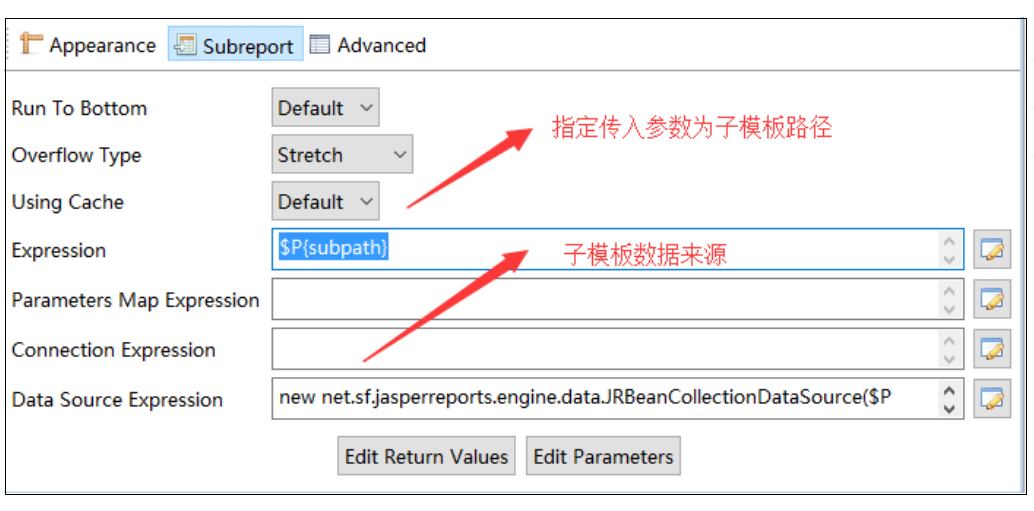 Appearance Subreport Advanced
Run To Bottom Default
指定传入参数为子模板路径
Overflow Type Stretch
Using Cache Default
Expression $P{subpath}
子模板数据来源
Parameters Map Expression
Connection Expression
Data Source Expression new net.sf.jasperreports.engine.data.JRBeanCollectionDataSource($P
Edit Return Values Edit Parameters